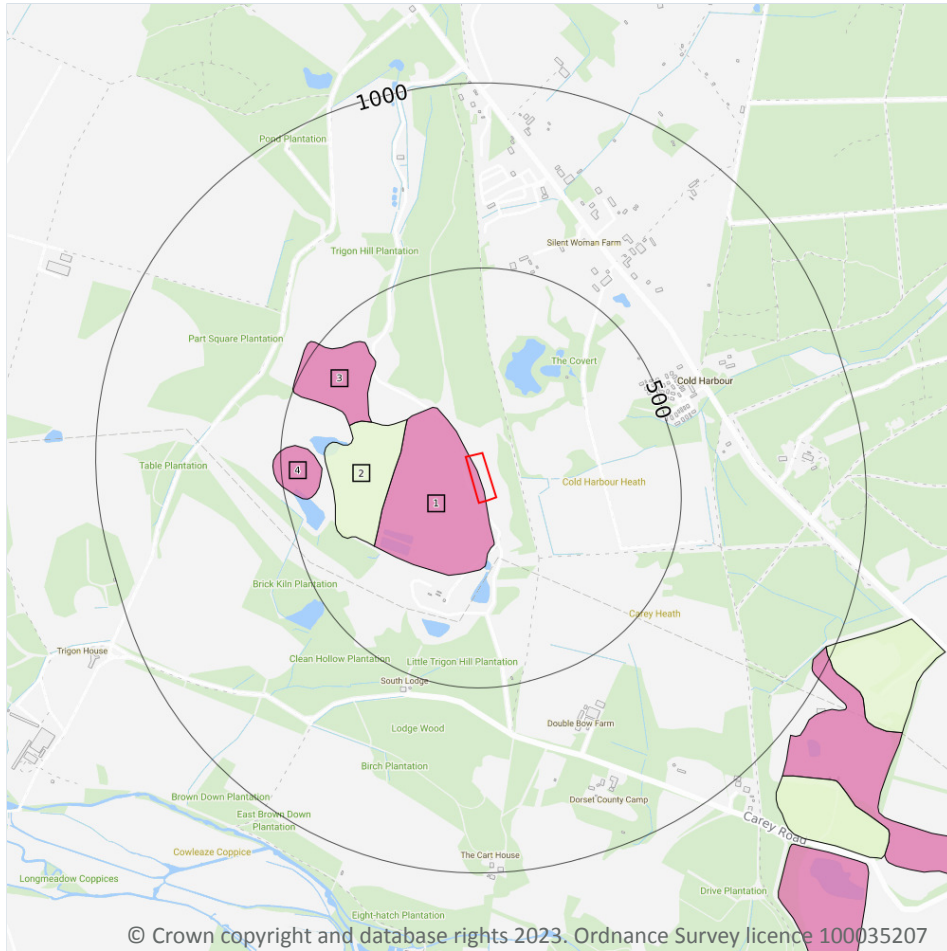 1000
Pond Plantation
Trigon Hill Plantation
Silent Woman Farm
Part Square Plantation
The Covert
3
Cold Harbour
500
Table Plantation
4
2
Cold Harbour Heath
1
Brick Kiln Plantation
Carey Heath
Trigon House
Clean Hollow Plantation
Little Trigon Hill Plantation
South Lodge
Double Bow Farm
Lodge Wood
Birch Plantation
Brown Down Plantation
East Brown Down
Plantation
Dorset County Camp
Carey Road
Cowleaze Coppice
The Cart House
Longmeadow Coppices
Drive Plantation
Eight-hatch Plantation
© Crown copyright and database rights 2023. Ordnance Survey licence 100035207